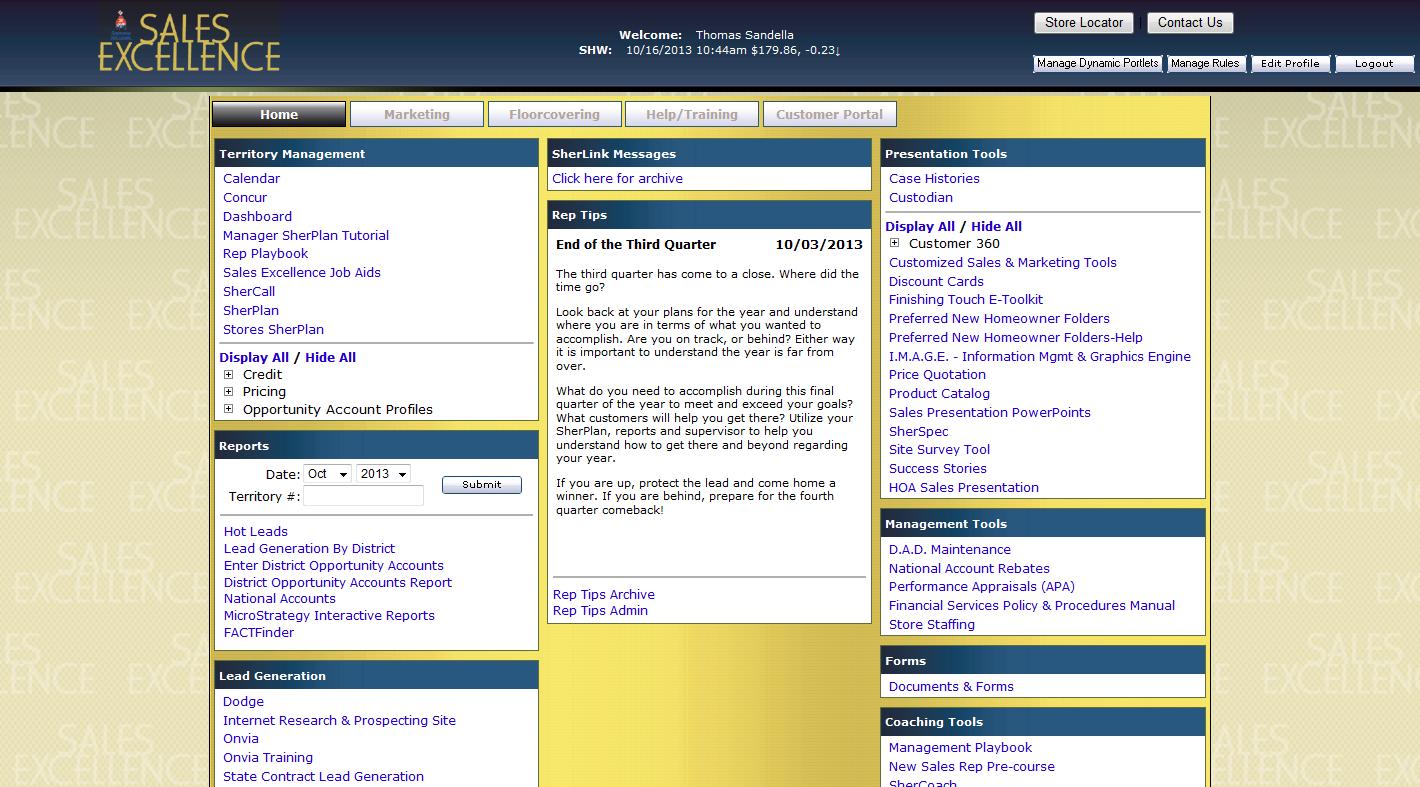 SALES
EXCELLENCE
Welcome: Thomas Sandella
SHW: 10/16/2013 10:44am $179.86, -0.23↓
Store Locator | Contact Us
Manage Dynamic Portlets Manage Rules Edit Profile Logout
Home Marketing Floorcovering Help/Training Customer Portal
Territory Management
Calendar
Concur
Dashboard
Manager SherPlan Tutorial
Rep Playbook
Sales Excellence Job Aids
SherCall
SherPlan
Stores SherPlan
Display All / Hide All
Credit
Pricing
Opportunity Account Profiles
Reports
Date: Oct 2013
Submit
Territory #:
Hot Leads
Lead Generation By District
Enter District Opportunity Accounts
District Opportunity Accounts Report
National Accounts
MicroStrategy Interactive Reports
FACTFinder
Lead Generation
Dodge
Internet Research & Prospecting Site
Onvia
Onvia Training
State Contract Lead Generation
SherLink Messages
Click here for archive
Rep Tips
End of the Third Quarter 10/03/2013
The third quarter has come to a close. Where did the
time go?
Look back at your plans for the year and understand
where you are in terms of what you wanted to
accomplish. Are you on track, or behind? Either way
it is important to understand the year is far from
over.
What do you need to accomplish during this final
quarter of the year to meet and exceed your goals?
What customers will help you get there? Utilize your
SherPlan, reports and supervisor to help you
understand how to get there and beyond regarding
your year.
If you are up, protect the lead and come home a
winner. If you are behind, prepare for the fourth
quarter comeback!
Rep Tips Archive
Rep Tips Admin
Presentation Tools
Case Histories
Custodian
Display All / Hide All
Customer 360
Customized Sales & Marketing Tools
Discount Cards
Finishing Touch E-Toolkit
Preferred New Homeowner Folders
Preferred New Homeowner Folders-Help
I.M.A.G.E. - Information Mgmt & Graphics Engine
Price Quotation
Product Catalog
Sales Presentation PowerPoints
SherSpec
Site Survey Tool
Success Stories
HOA Sales Presentation
Management Tools
D.A.D. Maintenance
National Account Rebates
Performance Appraisals (APA)
Financial Services Policy & Procedures Manual
Store Staffing
Forms
Documents & Forms
Coaching Tools
Management Playbook
New Sales Rep Pre-course
SherCoach